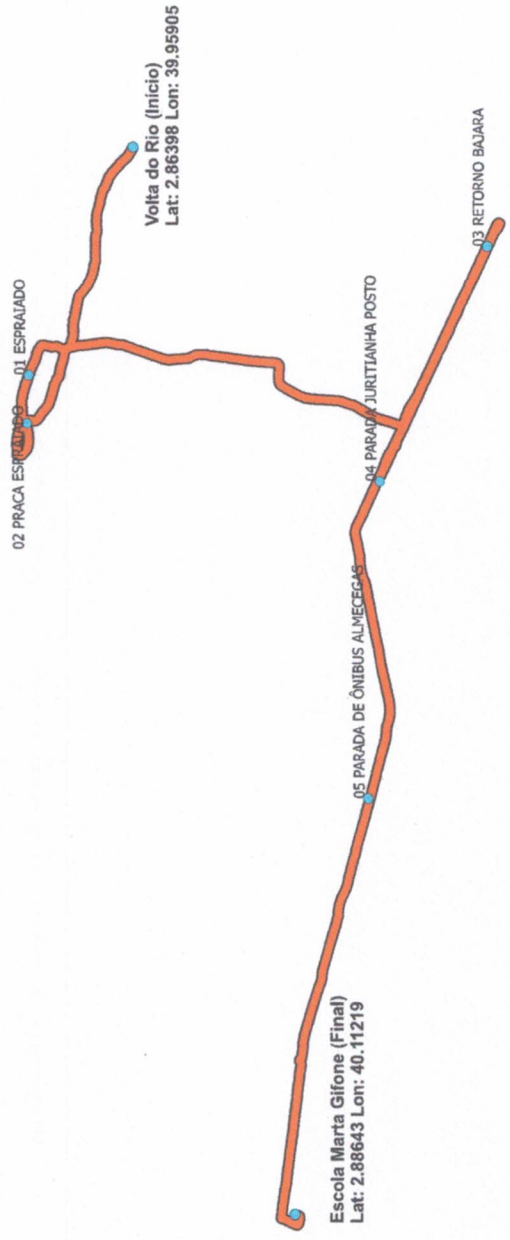 02 PRACA ESPRAIADO
01 ESPRAIADO
Volta do Rio (Início)
Lat: 2.86398 Lon: 39.95905
Escola Marta Gifone (Final)
Lat: 2.88643 Lon: 40.11219
05 PARADA DE ÔNIBUS ALMECEGAS
04 PARADA JURITIANHA POSTO
03 RETORNO BAJARA